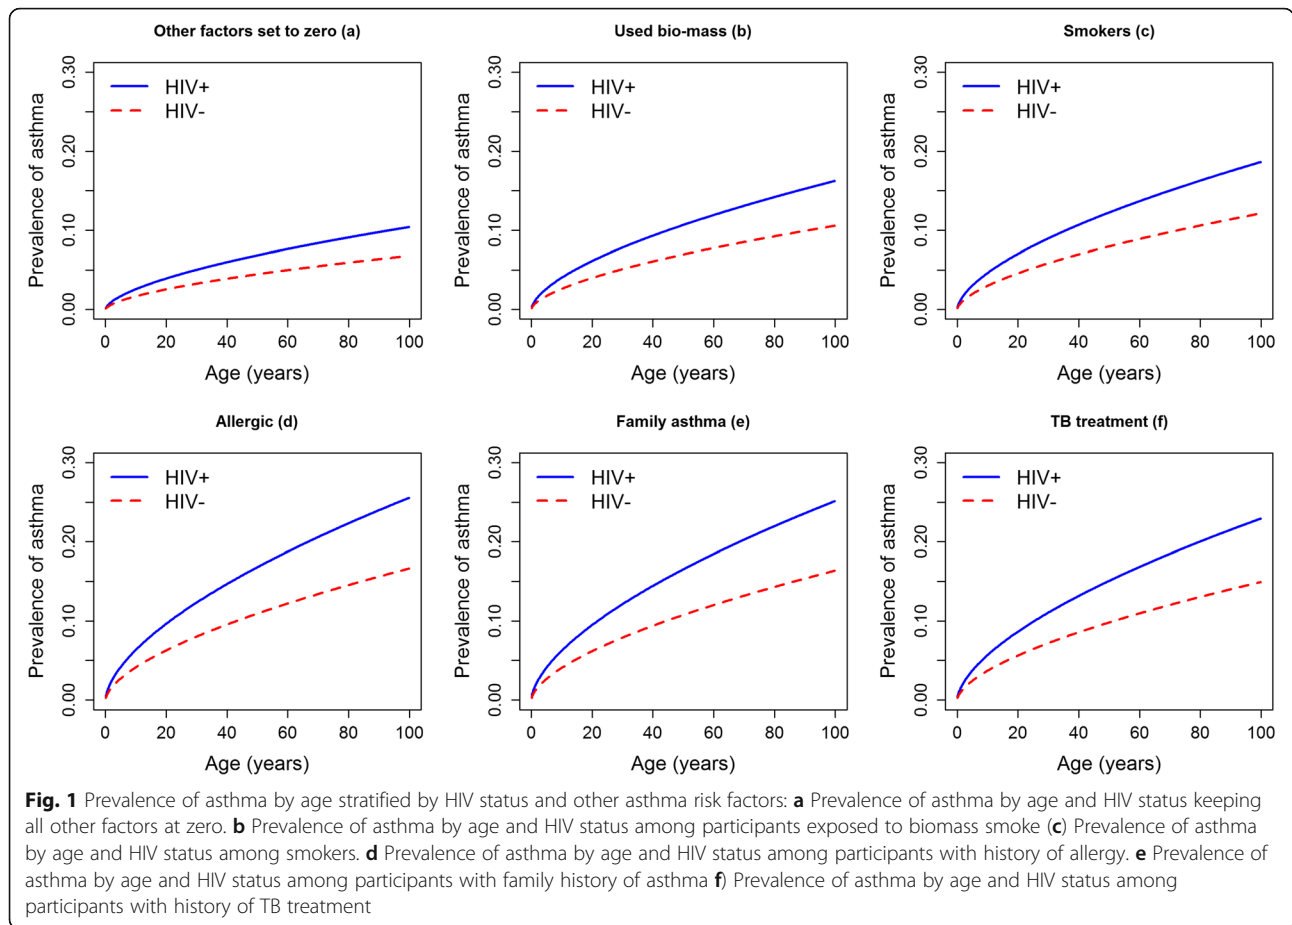 Other factors set to zero (a)
Prevalence of asthma
0.30
0.20
0.10
0.00
HIV+
HIV-
0 20 40 60 80 100
Age (years)
Used bio-mass (b)
Prevalence of asthma
0.30
0.20
0.10
0.00
HIV+
HIV-
0 20 40 60 80 100
Age (years)
Smokers (c)
Prevalence of asthma
0.30
0.20
0.10
0.00
HIV+
HIV-
0 20 40 60 80 100
Age (years)
Allergic (d)
Prevalence of asthma
0.30
0.20
0.10
0.00
HIV+
HIV-
0 20 40 60 80 100
Age (years)
Family asthma (e)
Prevalence of asthma
0.30
0.20
0.10
0.00
HIV+
HIV-
0 20 40 60 80 100
Age (years)
TB treatment (f)
Prevalence of asthma
0.30
0.20
0.10
0.00
HIV+
HIV-
0 20 40 60 80 100
Age (years)
Fig. 1 Prevalence of asthma by age stratified by HIV status and other asthma risk factors: a Prevalence of asthma by age and HIV status keeping
all other factors at zero. b Prevalence of asthma by age and HIV status among participants exposed to biomass smoke (c) Prevalence of asthma
by age and HIV status among smokers. d Prevalence of asthma by age and HIV status among participants with history of allergy. e Prevalence of
asthma by age and HIV status among participants with family history of asthma f) Prevalence of asthma by age and HIV status among
participants with history of TB treatment